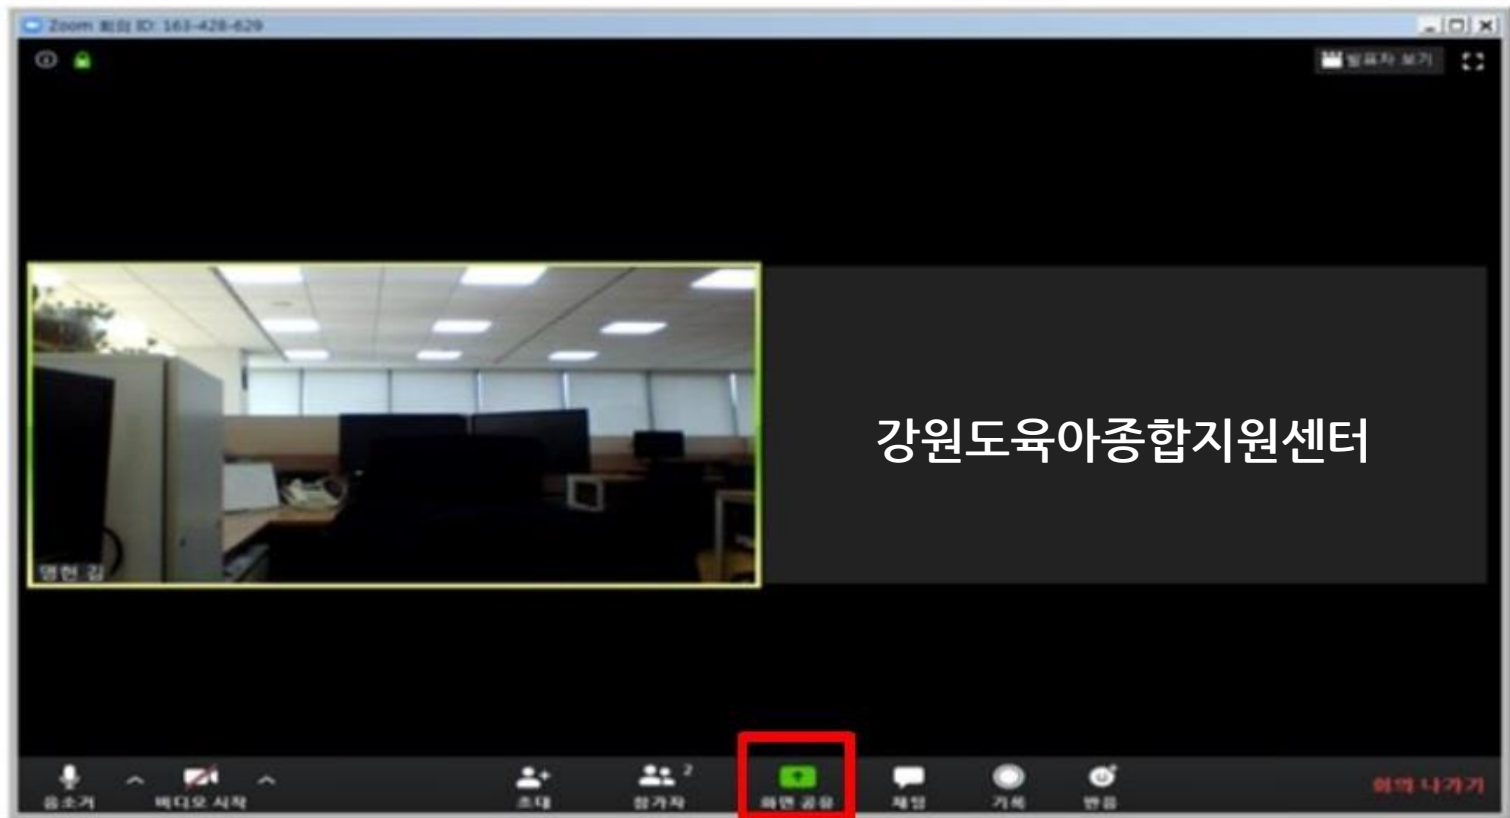 Zoom 회의 ID: 163-428-629
발표자 보기
강원도육아종합지원센터
명현 김
음소거
비디오 시작
초대
참가자
2
화면 공유
채팅
기록
반응
회의 나가기